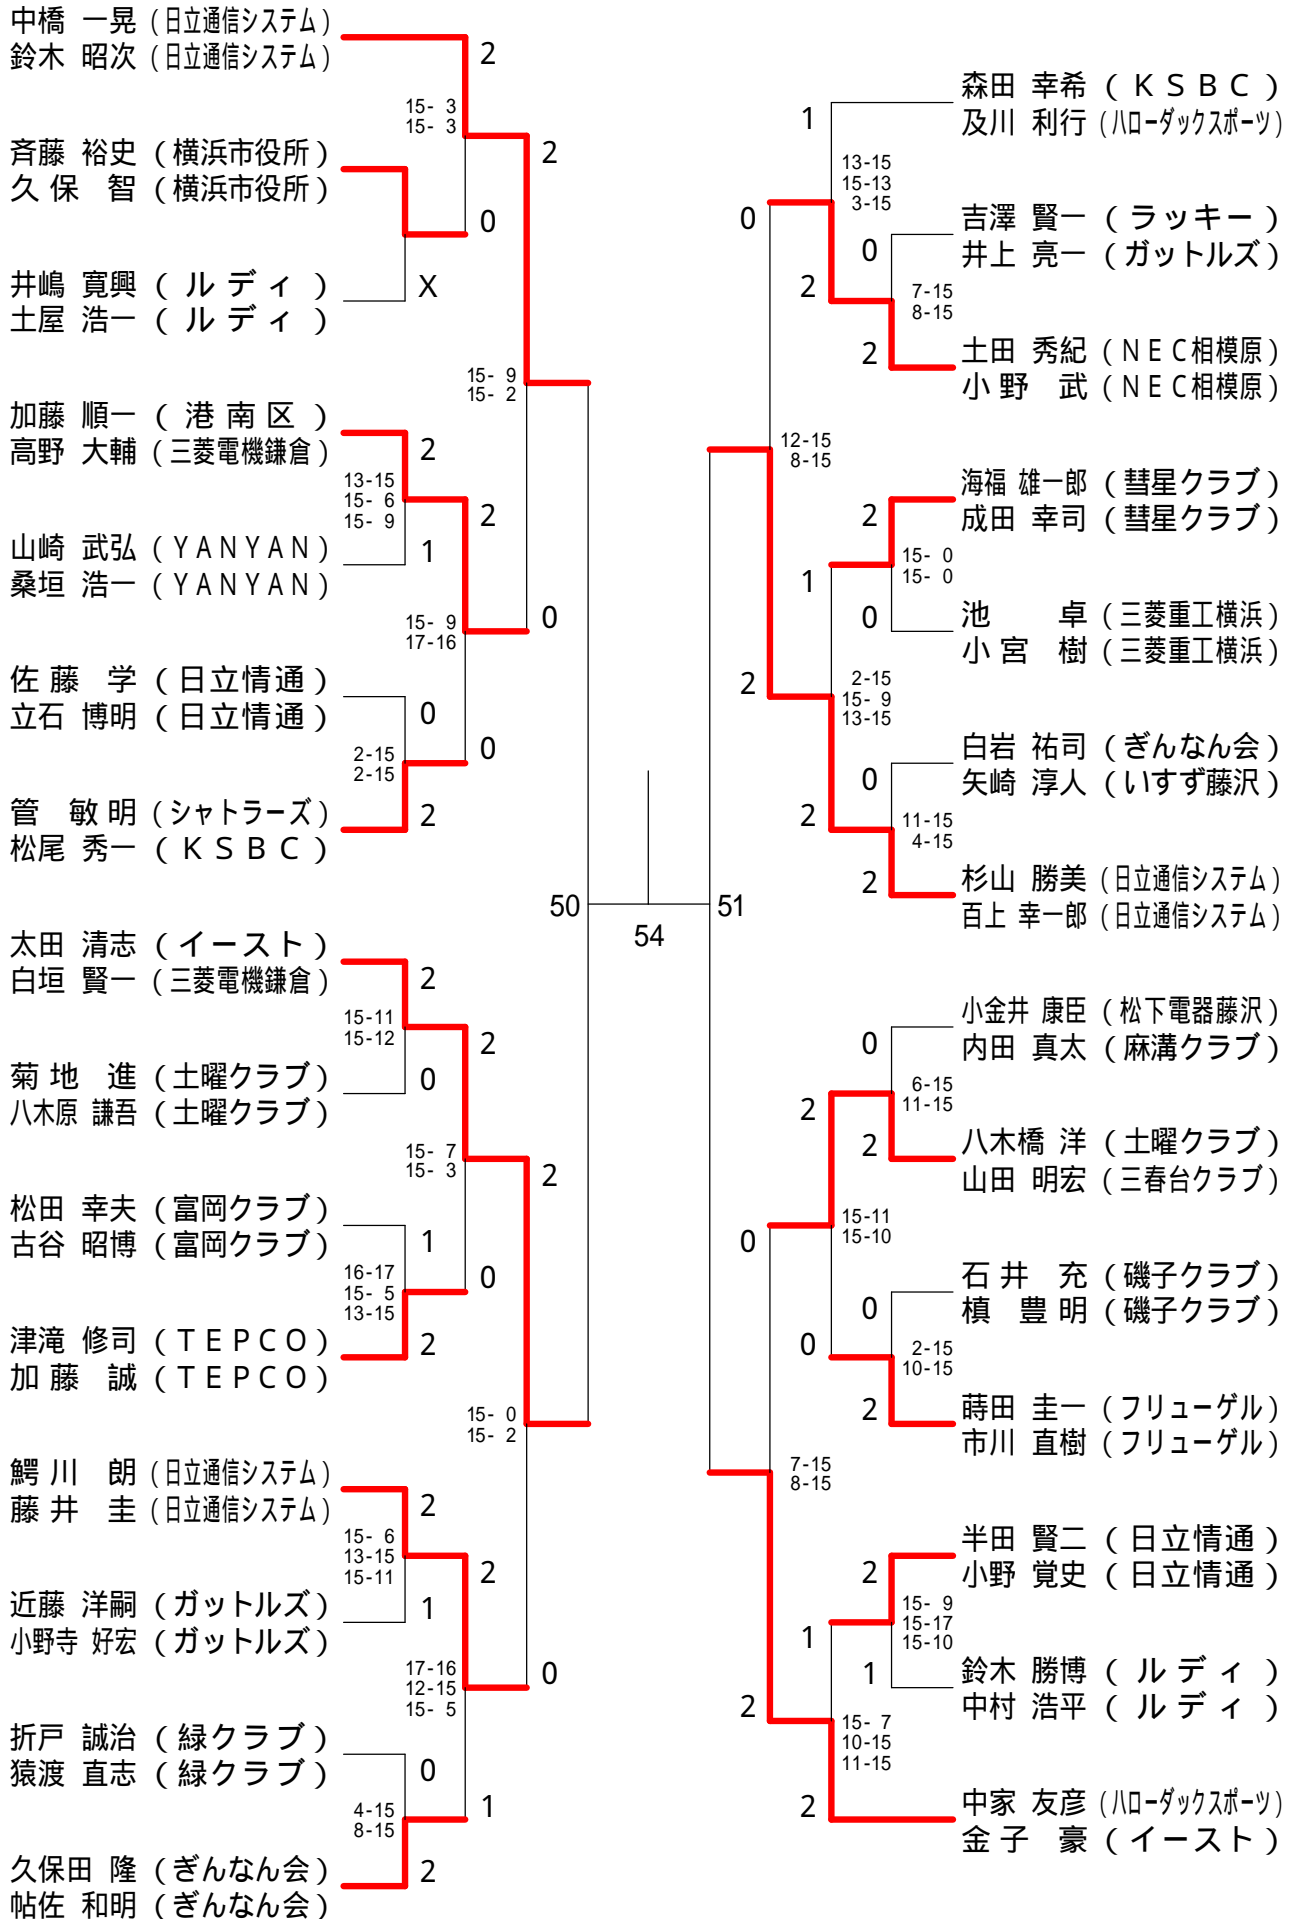 中橋 一晃 (日立通信システム)
鈴木 昭次 (日立通信システム)
2
15- 3
15- 3
2
斉藤 裕史 (横浜市役所)
久保 智 (横浜市役所)
0
井嶋 寛興 (ルディ)
土屋 浩一 (ルディ)
X
15- 9
15- 2
加藤 順一 (港南区)
高野 大輔 (三菱電機鎌倉)
2
13-15
15- 6
15- 9
2
山崎 武弘 (YANYAN)
桑垣 浩一 (YANYAN)
1
15- 9
17-16
0
佐藤 学 (日立情通)
立石 博明 (日立情通)
0
2-15
2-15
0
管 敏明 (シャトラーズ)
松尾 秀一 (KSBC)
2
50
太田 清志 (イースト)
白垣 賢一 (三菱電機鎌倉)
2
15-11
15-12
2
菊地 進 (土曜クラブ)
八木原 謙吾 (土曜クラブ)
0
15- 7
15- 3
2
松田 幸夫 (富岡クラブ)
古谷 昭博 (富岡クラブ)
1
16-17
15- 5
13-15
0
津滝 修司 (TEPCO)
加藤 誠 (TEPCO)
2
15- 0
15- 2
鰐川 朗 (日立通信システム)
藤井 圭 (日立通信システム)
2
15- 6
13-15
15-11
2
近藤 洋嗣 (ガットルズ)
小野寺 好宏 (ガットルズ)
1
17-16
12-15
15- 5
0
折戸 誠治 (緑クラブ)
猿渡 直志 (緑クラブ)
0
4-15
8-15
1
久保田 隆 (ぎんなん会)
帖佐 和明 (ぎんなん会)
2
54
森田 幸希 (KSBC)
及川 利行 (ハローダックスポーツ)
1
13-15
15-13
3-15
0
吉澤 賢一 (ラッキー)
井上 亮一 (ガットルズ)
0
7-15
8-15
2
土田 秀紀 (NEC相模原)
小野 武 (NEC相模原)
2
12-15
8-15
海福 雄一郎 (彗星クラブ)
成田 幸司 (彗星クラブ)
2
15- 0
15- 0
1
池 卓 (三菱重工横浜)
小宮 樹 (三菱重工横浜)
0
2-15
15- 9
13-15
2
白岩 祐司 (ぎんなん会)
矢崎 淳人 (いすず藤沢)
0
11-15
4-15
2
杉山 勝美 (日立通信システム)
百上 幸一郎 (日立通信システム)
2
51
小金井 康臣 (松下電器藤沢)
内田 真太 (麻溝クラブ)
0
6-15
11-15
2
八木橋 洋 (土曜クラブ)
山田 明宏 (三春台クラブ)
2
15-11
15-10
0
石井 充 (磯子クラブ)
槙 豊明 (磯子クラブ)
0
2-15
10-15
0
蒔田 圭一 (フリューゲル)
市川 直樹 (フリューゲル)
2
7-15
8-15
半田 賢二 (日立情通)
小野 覚史 (日立情通)
2
15- 9
15-17
15-10
1
鈴木 勝博 (ルディ)
中村 浩平 (ルディ)
1
2
15- 7
10-15
11-15
2
中家 友彦 (ハローダックスポーツ)
金子 豪 (イースト)